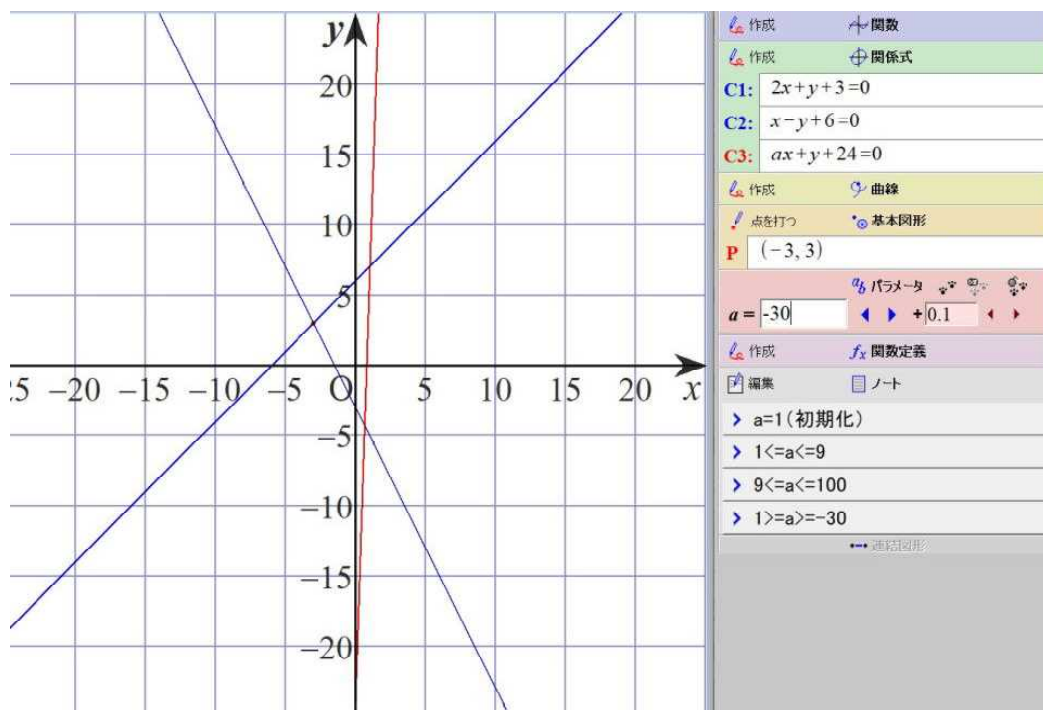 y
20
15
10
5
25 −20 −15 −10 −5 O 5 10 15 20 x
−5
−10
−15
−20
作成 関数
作成 関係式
C1: 2x+y+3=0
C2: x−y+6=0
C3: ax+y+24=0
作成 曲線
点を打つ 基本図形
P (−3, 3)
ab パラメータ
a = -30 +0.1
作成 fx 関数定義
編集 ノート
a=1(初期化)
1<=a<=9
9<=a<=100
1>=a>=-30
連結図形